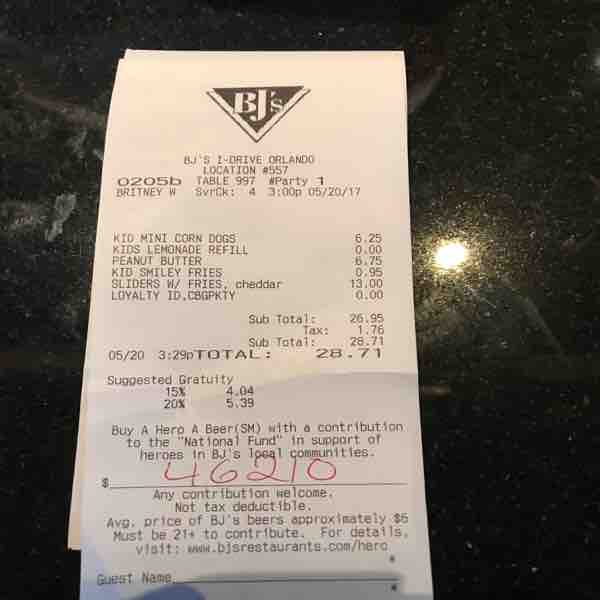 BJ's
BJ'S I-DRIVE ORLANDO
LOCATION #557
0205b TABLE 997 #Party 1
BRITNEY W SvrCk: 4 3:00p 05/20/17
KID MINI CORN DOGS 6.25
KIDS LEMONADE REFILL 0.00
PEANUT BUTTER 6.75
KID SMILEY FRIES 0.95
SLIDERS W/ FRIES, cheddar 13.00
LOYALTY ID,CBGPKTY 0.00
Sub Total: 26.95
Tax: 1.76
Sub Total: 28.71
05/20 3:29pTOTAL: 28.71
Suggested Gratuity
15% 4.04
20% 5.39
Buy A Hero A Beer(SM) with a contribution
to the "National Fund" in support of
heroes in BJ's local communities.
$ 46210
Any contribution welcome.
Not tax deductible.
Avg. price of BJ's beers approximately $6
Must be 21+ to contribute. For details,
visit: www.bjsrestaurants.com/hero
*
Guest Name *